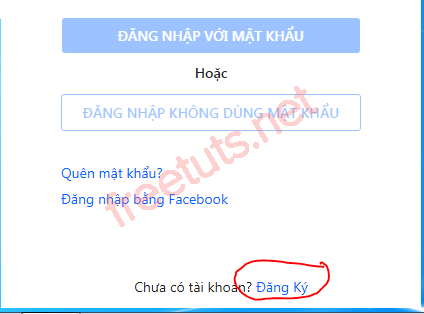 ĐĂNG NHẬP VỚI MẬT KHẨU
Hoặc
ĐĂNG NHẬP KHÔNG DÙNG MẬT KHẨU
Quên mật khẩu?
Đăng nhập bằng Facebook
freetuts.net
Chưa có tài khoản? Đăng Ký